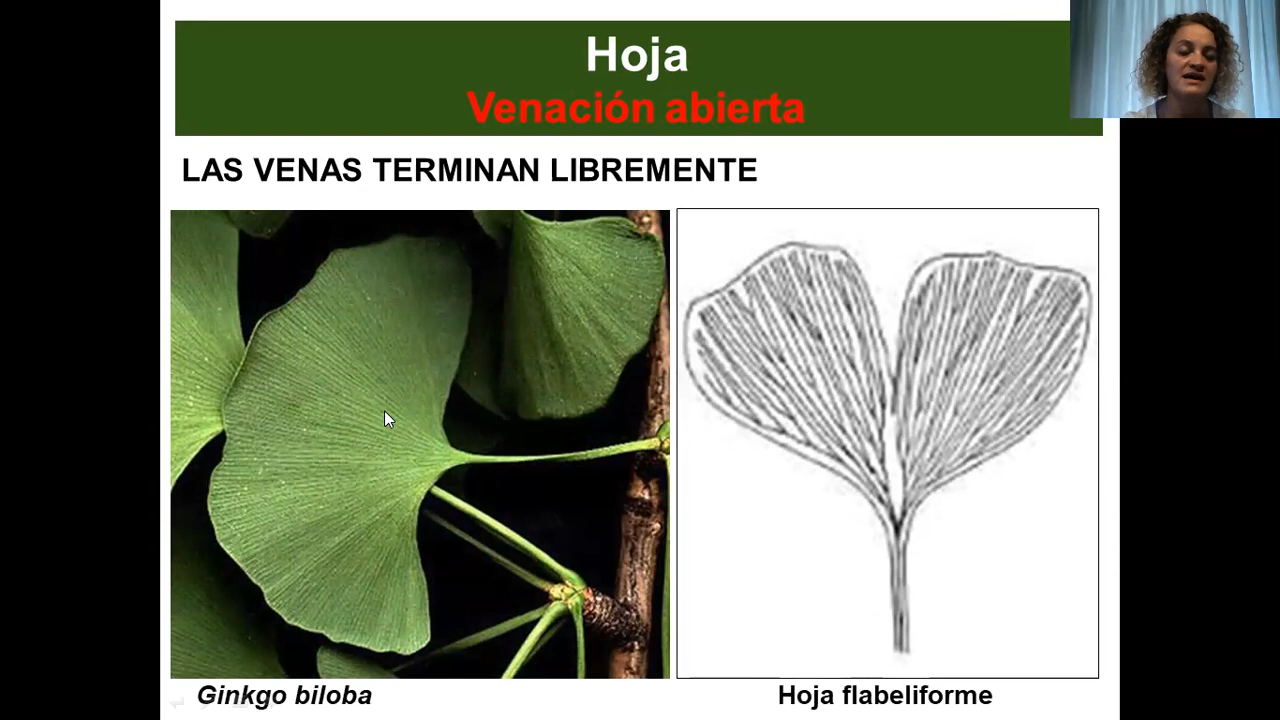 Hoja
Venación abierta
LAS VENAS TERMINAN LIBREMENTE
Ginkgo biloba
Hoja flabeliforme